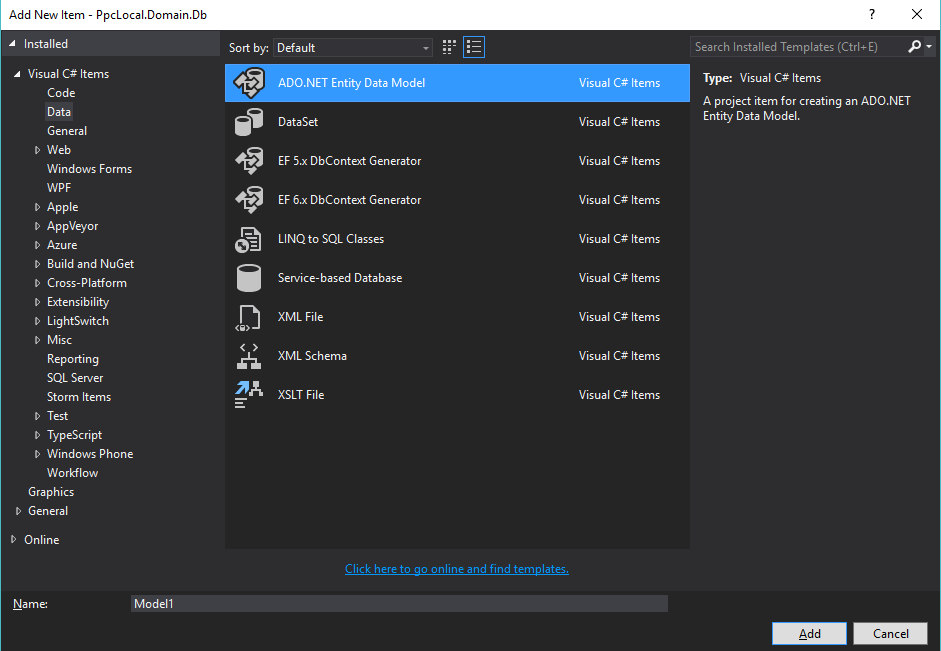 Add New Item - PpcLocal.Domain.Db
?
Installed
Sort by: Default
Search Installed Templates (Ctrl+E)
Visual C# Items
Code
Data
General
Web
Windows Forms
WPF
Apple
AppVeyor
Azure
Build and NuGet
Cross-Platform
Extensibility
LightSwitch
Misc
Reporting
SQL Server
Storm Items
Test
TypeScript
Windows Phone
Workflow
Graphics
General
Online
ADO.NET Entity Data Model Visual C# Items
DataSet Visual C# Items
EF 5.x DbContext Generator Visual C# Items
EF 6.x DbContext Generator Visual C# Items
LINQ to SQL Classes Visual C# Items
Service-based Database Visual C# Items
XML File Visual C# Items
XML Schema Visual C# Items
XSLT File Visual C# Items
Type: Visual C# Items
A project item for creating an ADO.NET
Entity Data Model.
Click here to go online and find templates.
Name: Model1
Add Cancel